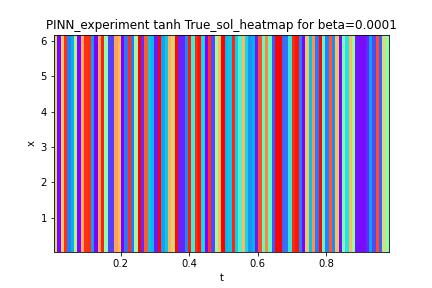 PINN_experiment tanh True_sol_heatmap for beta=0.0001
6
5
4
3
2
1
x
0.2 0.4 0.6 0.8
t